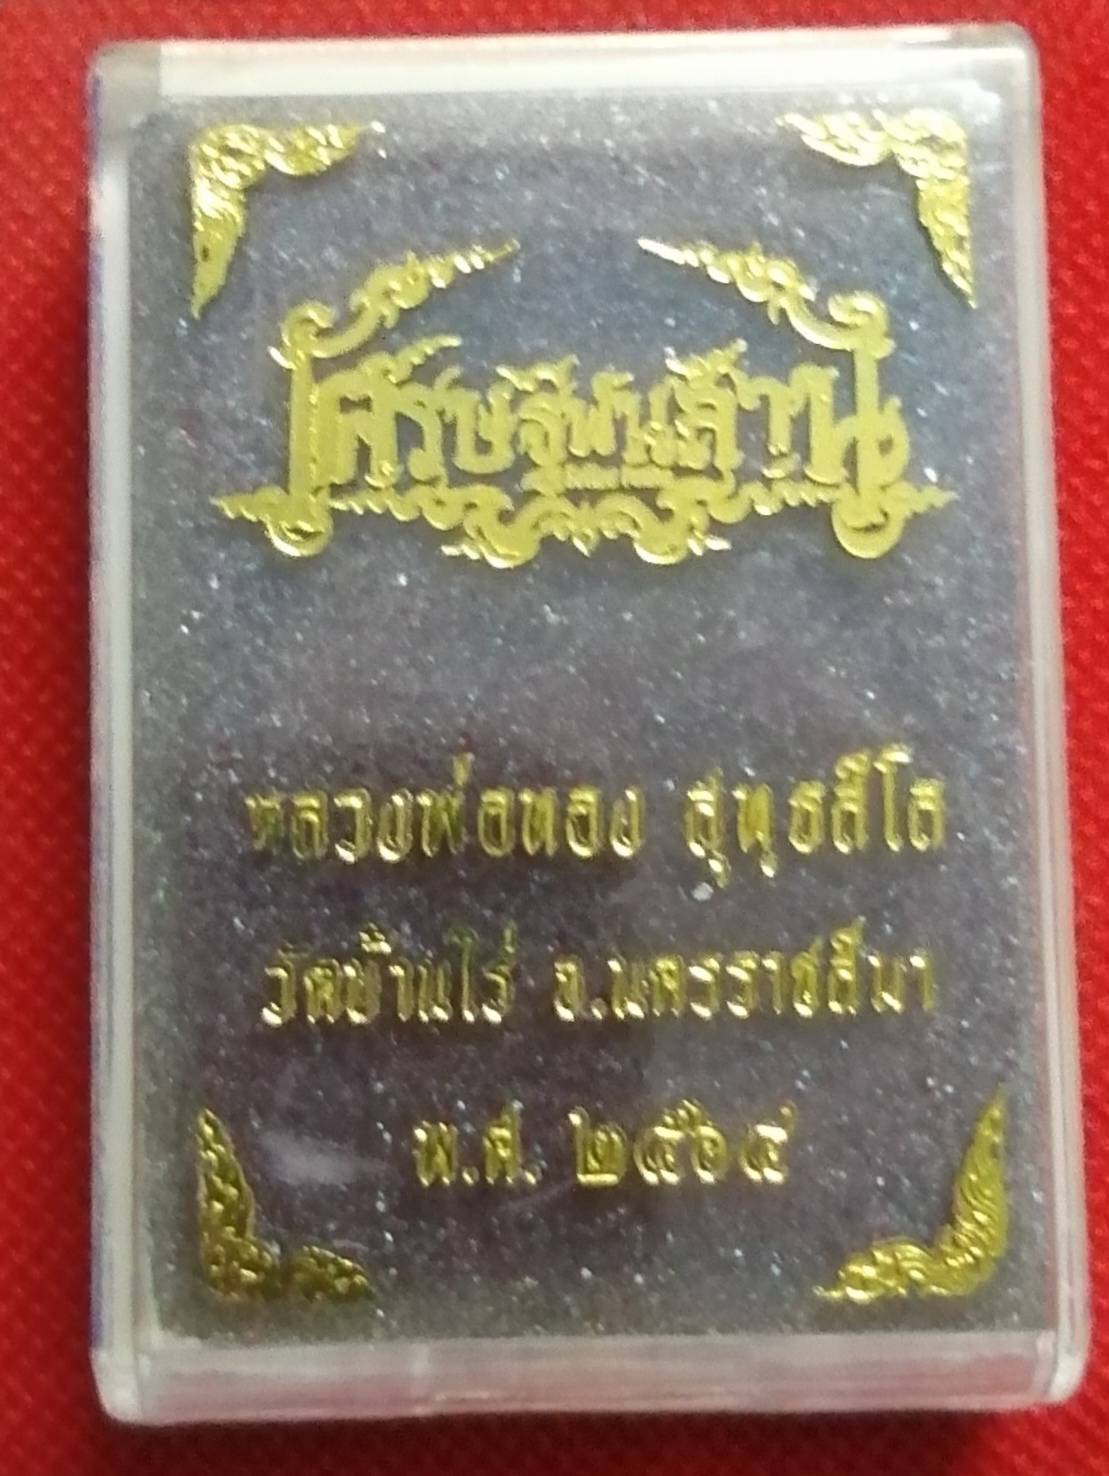 เศรษฐีพันล้าน
หลวงพ่อทอง สุทธสีโล
วัดบ้านไร่ จ.นครราชสีมา
พ.ศ. ๒๕๖๔